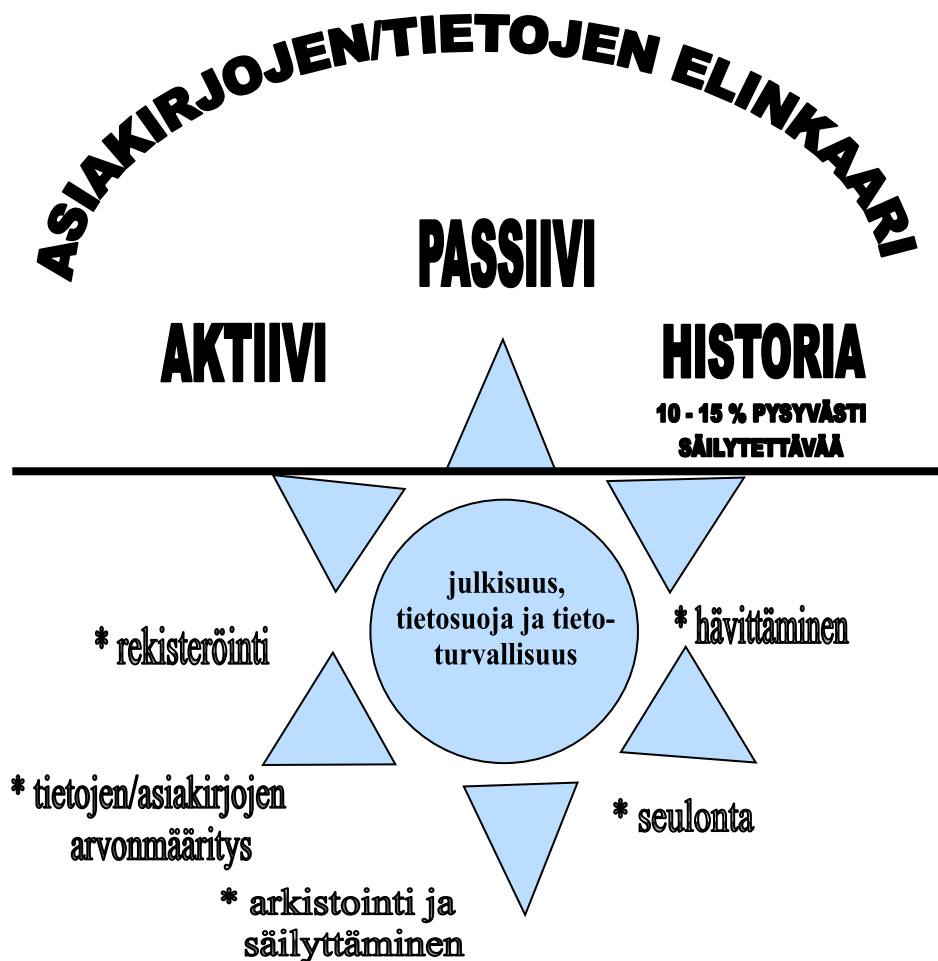 ASIAKIRJOJEN/TIETOJEN ELINKAARI
PASSIIVI
AKTIIVI
HISTORIA
10 - 15 % PYSYVÄSTI
SÄILYTETTÄVÄÄ
julkisuus,
tietosuoja ja tieto-
turvallisuus
* rekisteröinti
* hävittäminen
* tietojen/asiakirjojen
arvonmääritys
* seulonta
* arkistointi ja
säilyttäminen